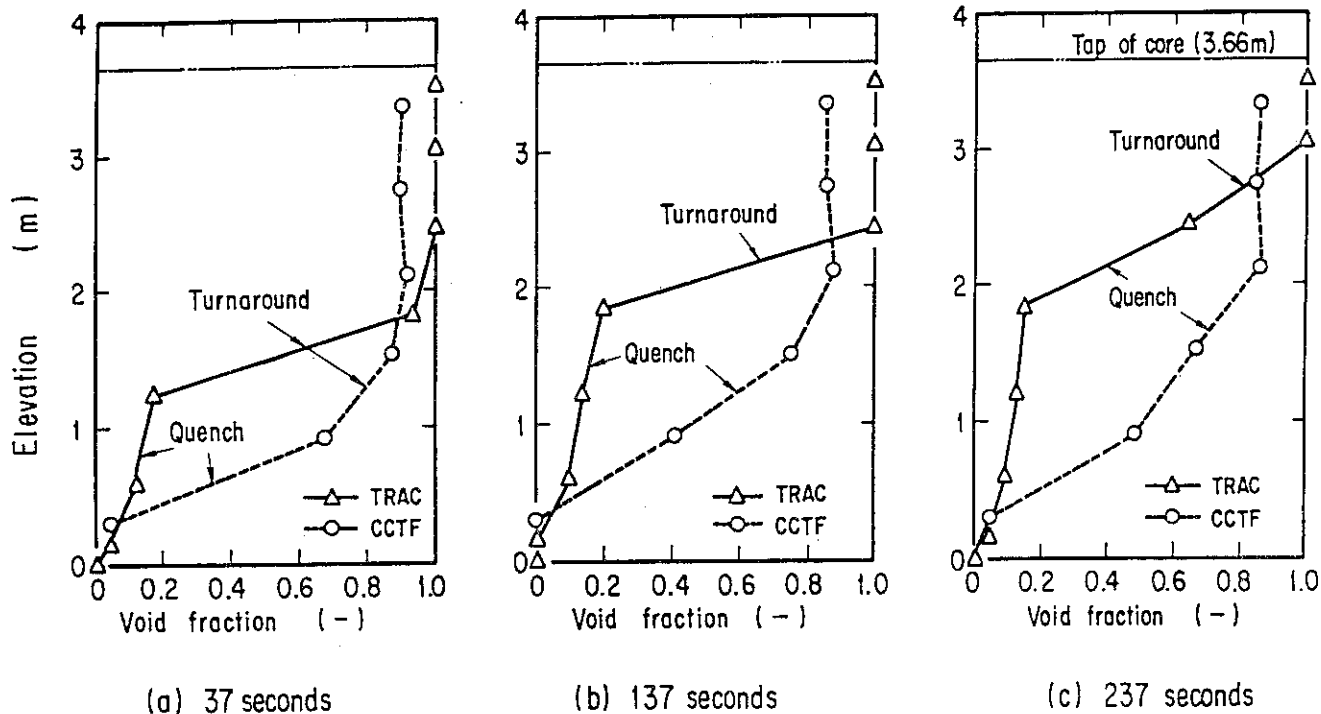 4
3
2
1
0
Elevation (m)
Turnaround
Quench
TRAC
CCTF
0 0.2 0.4 0.6 0.8 1.0
Void fraction (-)
(a) 37 seconds
4
3
2
1
0
Turnaround
Quench
TRAC
CCTF
0 0.2 0.4 0.6 0.8 1.0
Void fraction (-)
(b) 137 seconds
4
3
2
1
0
Tap of core (3.66m)
Turnaround
Quench
TRAC
CCTF
0 0.2 0.4 0.6 0.8 1.0
Void fraction (-)
(c) 237 seconds